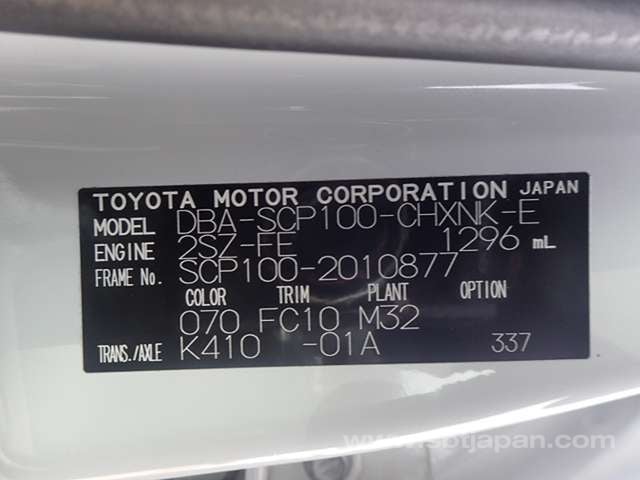 TOYOTA MOTOR CORPORATION JAPAN
MODEL DBA-SCP100-CHXNK-E
ENGINE 2SZ-FE 1296 mL
FRAME No. SCP100-2010877
COLOR TRIM PLANT OPTION
070 FC10 M32
TRANS./AXLE K410 -01A 337
www.sbtjapan.com